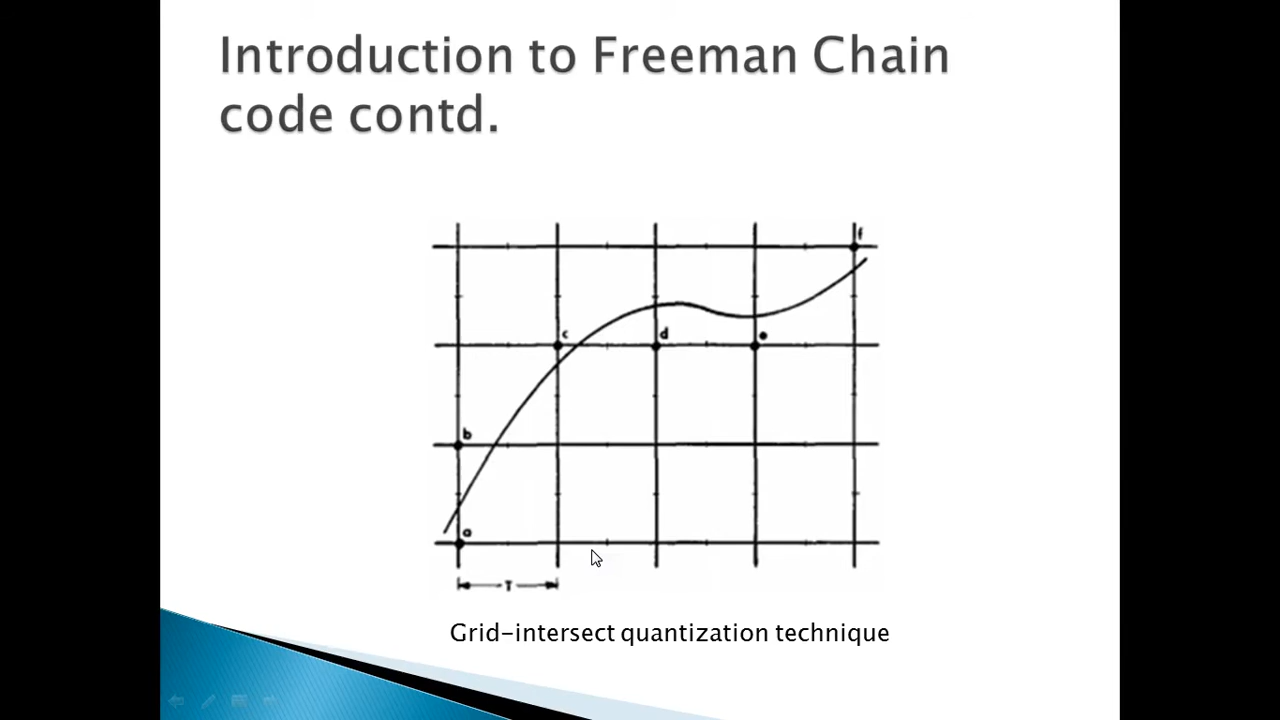 Introduction to Freeman Chain
code contd.
f
c
d
e
b
a
T
Grid-intersect quantization technique